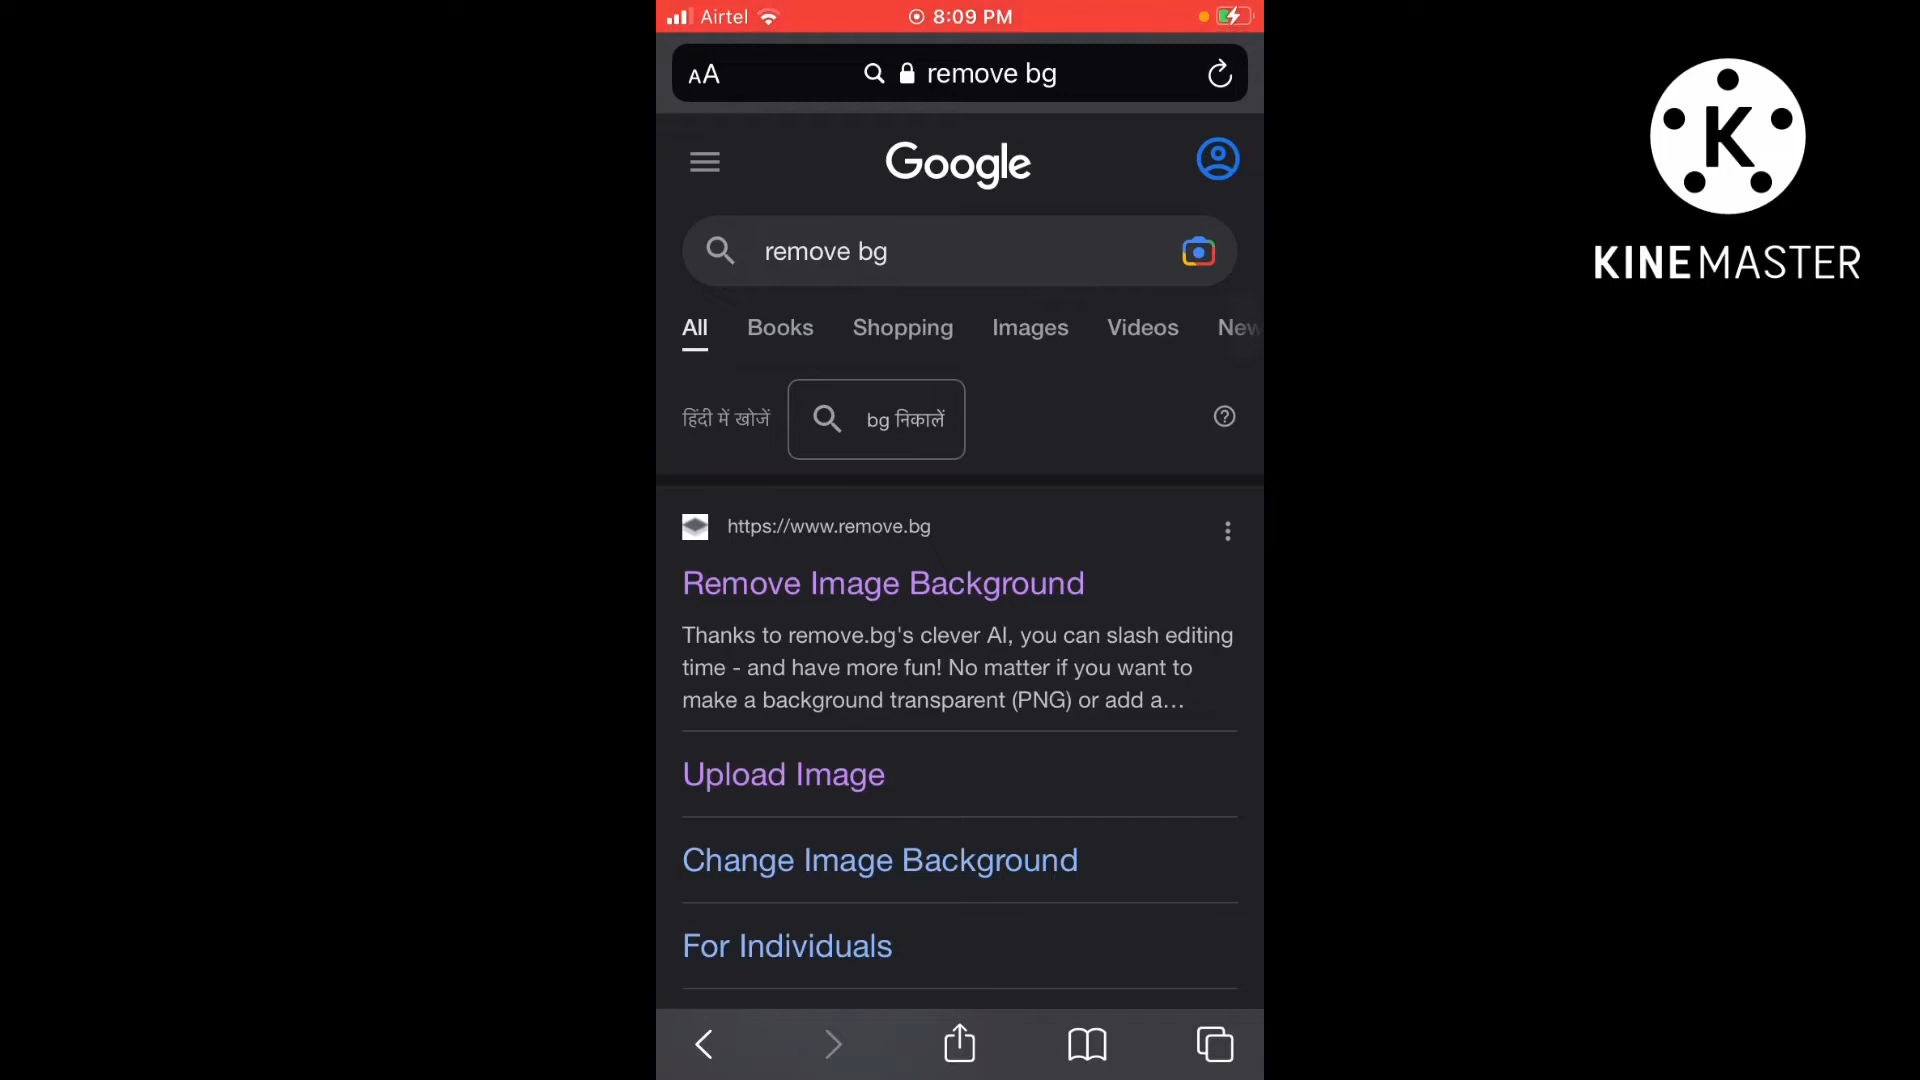 Airtel 8:09 PM
AA remove bg
Google
remove bg
All Books Shopping Images Videos New
हिंदी में खोजें bg निकालें
https://www.remove.bg
Remove Image Background
Thanks to remove.bg's clever AI, you can slash editing
time - and have more fun! No matter if you want to
make a background transparent (PNG) or add a...
Upload Image
Change Image Background
For Individuals
K
KINEMASTER